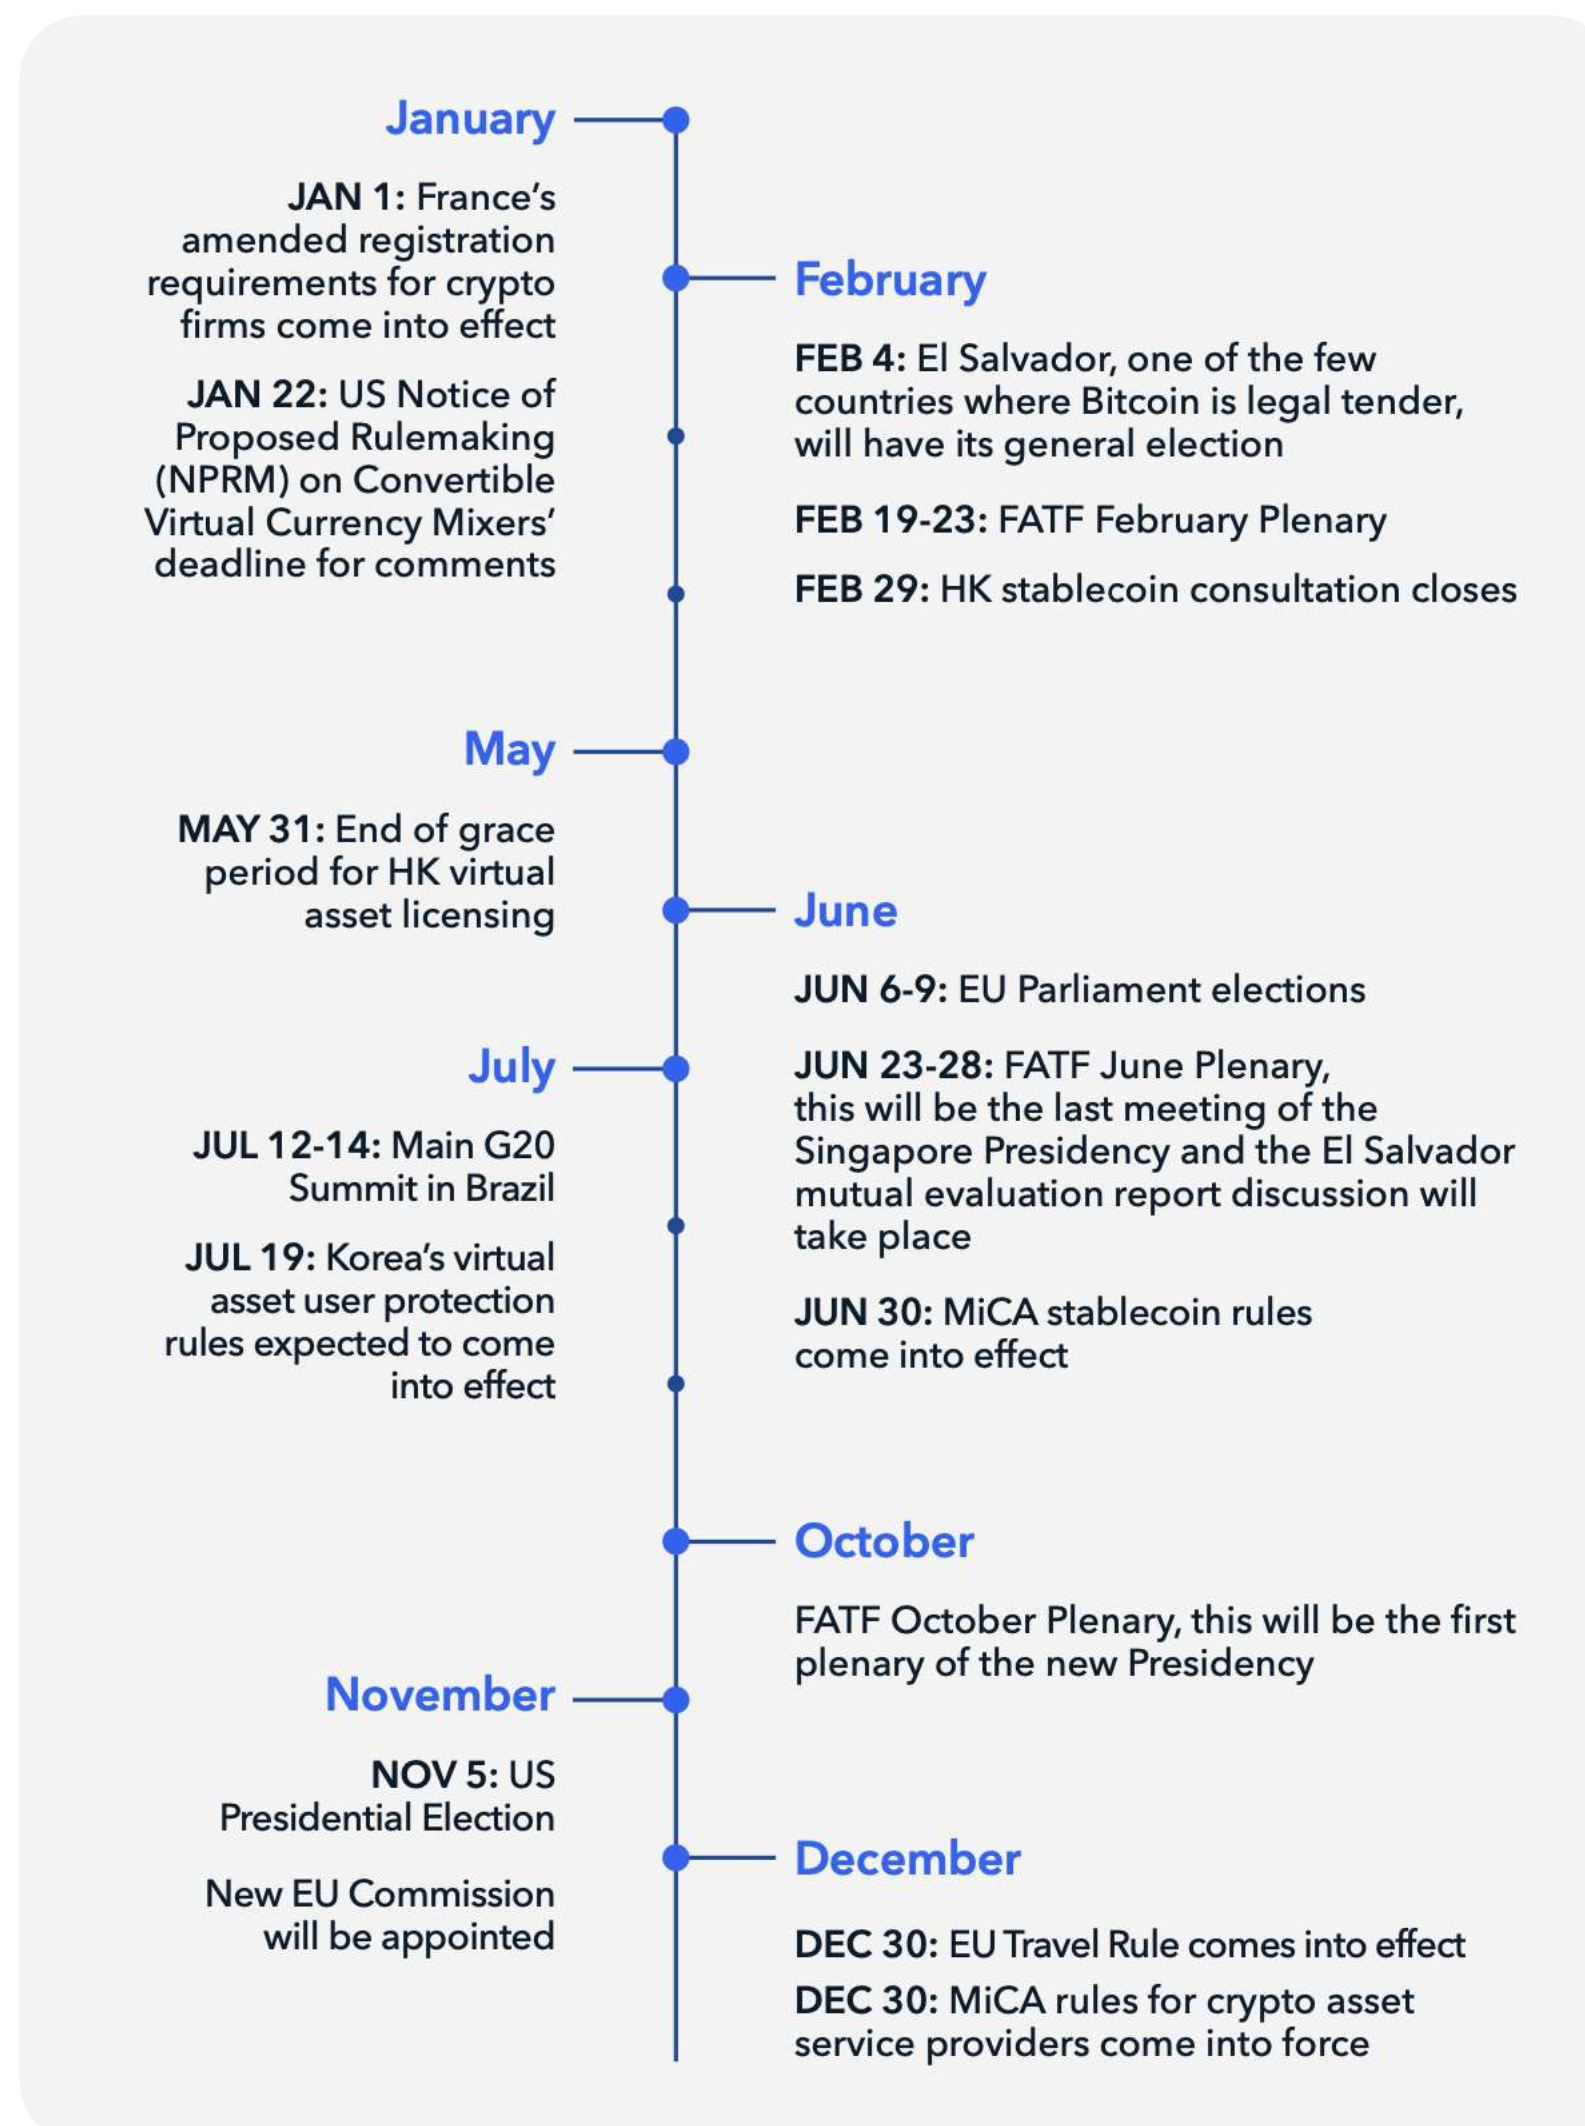 January
JAN 1: France’s
amended registration
requirements for crypto
firms come into effect
JAN 22: US Notice of
Proposed Rulemaking
(NPRM) on Convertible
Virtual Currency Mixers’
deadline for comments
February
FEB 4: El Salvador, one of the few
countries where Bitcoin is legal tender,
will have its general election
FEB 19-23: FATF February Plenary
FEB 29: HK stablecoin consultation closes
May
MAY 31: End of grace
period for HK virtual
asset licensing
June
JUN 6-9: EU Parliament elections
JUN 23-28: FATF June Plenary,
this will be the last meeting of the
Singapore Presidency and the El Salvador
mutual evaluation report discussion will
take place
JUN 30: MiCA stablecoin rules
come into effect
July
JUL 12-14: Main G20
Summit in Brazil
JUL 19: Korea’s virtual
asset user protection
rules expected to come
into effect
October
FATF October Plenary, this will be the first
plenary of the new Presidency
November
NOV 5: US
Presidential Election
New EU Commission
will be appointed
December
DEC 30: EU Travel Rule comes into effect
DEC 30: MiCA rules for crypto asset
service providers come into force